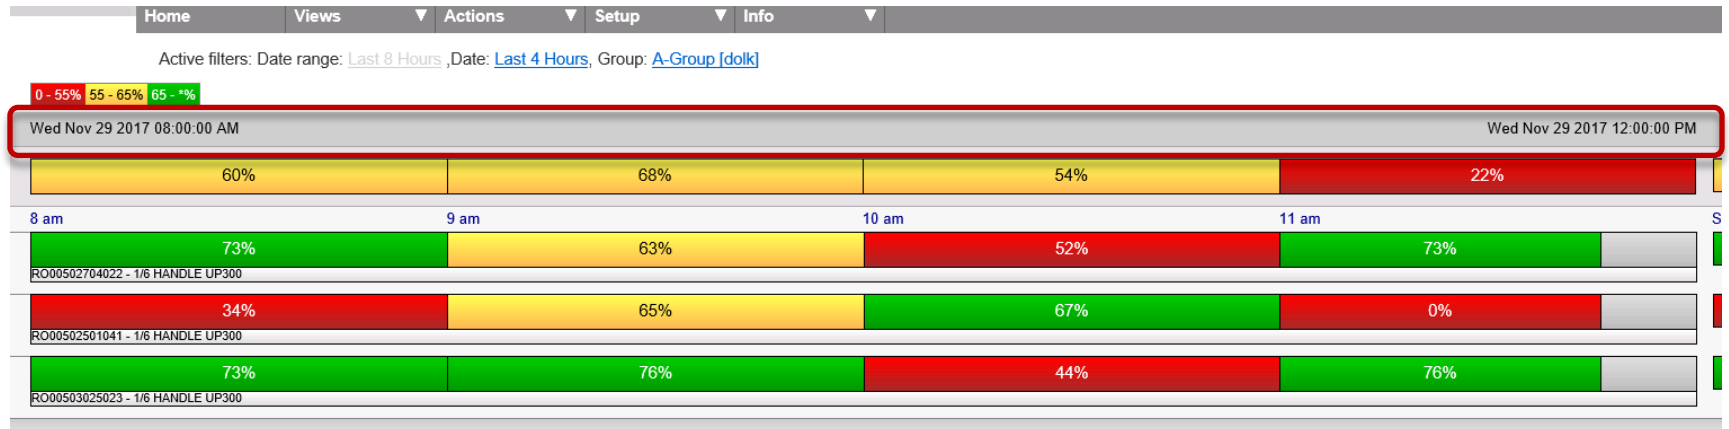 Home Views ▼ Actions ▼ Setup ▼ Info ▼
Active filters: Date range: Last 8 Hours ,Date: Last 4 Hours, Group: A-Group [dolk]
0 - 55% 55 - 65% 65 - *%
Wed Nov 29 2017 08:00:00 AM Wed Nov 29 2017 12:00:00 PM
60% 68% 54% 22%
8 am 9 am 10 am 11 am S
73% 63% 52% 73%
RO00502704022 - 1/6 HANDLE UP300
34% 65% 67% 0%
RO00502501041 - 1/6 HANDLE UP300
73% 76% 44% 76%
RO00503025023 - 1/6 HANDLE UP300